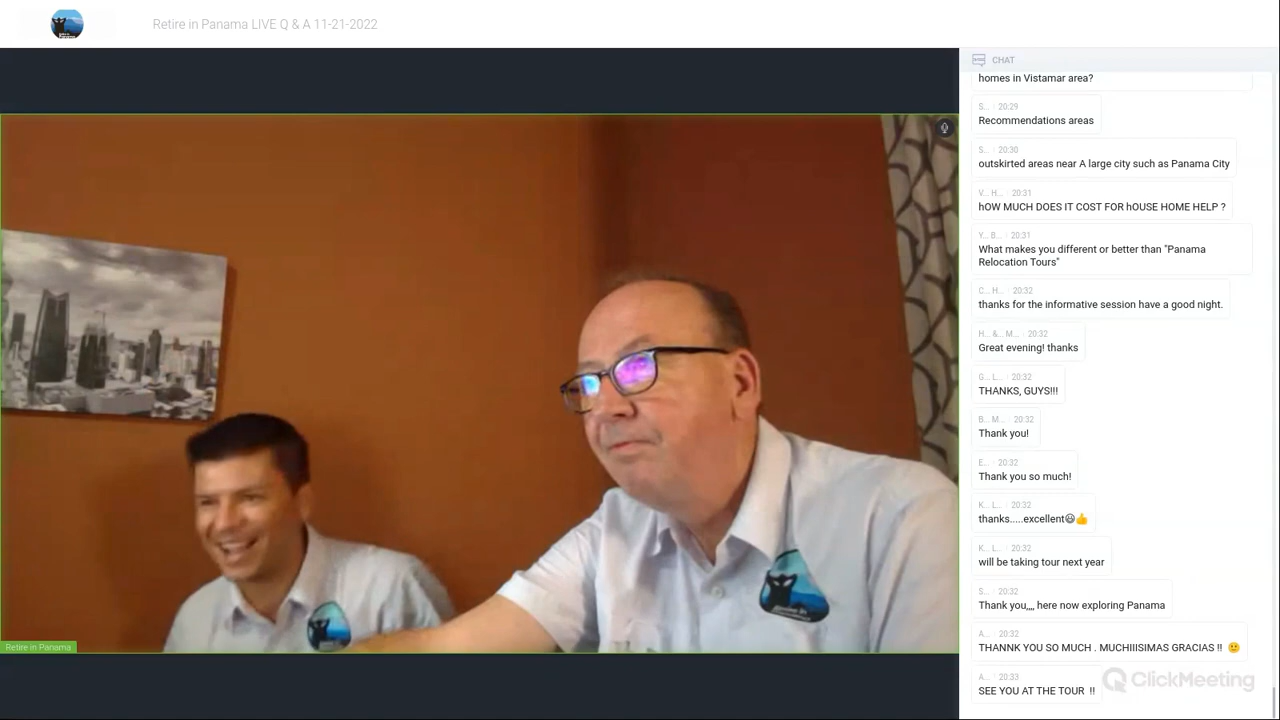 Retire in Panama LIVE Q & A 11-21-2022
CHAT
homes in Vistamar area?
S... 20:29
Recommendations areas
S... 20:30
outskirted areas near A large city such as Panama City
V... H... 20:31
hOW MUCH DOES IT COST FOR hOUSE HOME HELP ?
Y... B... 20:31
What makes you different or better than "Panama
Relocation Tours"
C... H... 20:32
thanks for the informative session have a good night.
H... &... M... 20:32
Great evening! thanks
G... L... 20:32
THANKS, GUYS!!!
B... M... 20:32
Thank you!
E... 20:32
Thank you so much!
K... L... 20:32
thanks.....excellent😃👍
K... L... 20:32
will be taking tour next year
S... 20:32
Thank you,,,, here now exploring Panama
A... 20:32
THANNK YOU SO MUCH . MUCHIIISIMAS GRACIAS !! 🙂
A... 20:33
SEE YOU AT THE TOUR !!
ClickMeeting
Retire in Panama